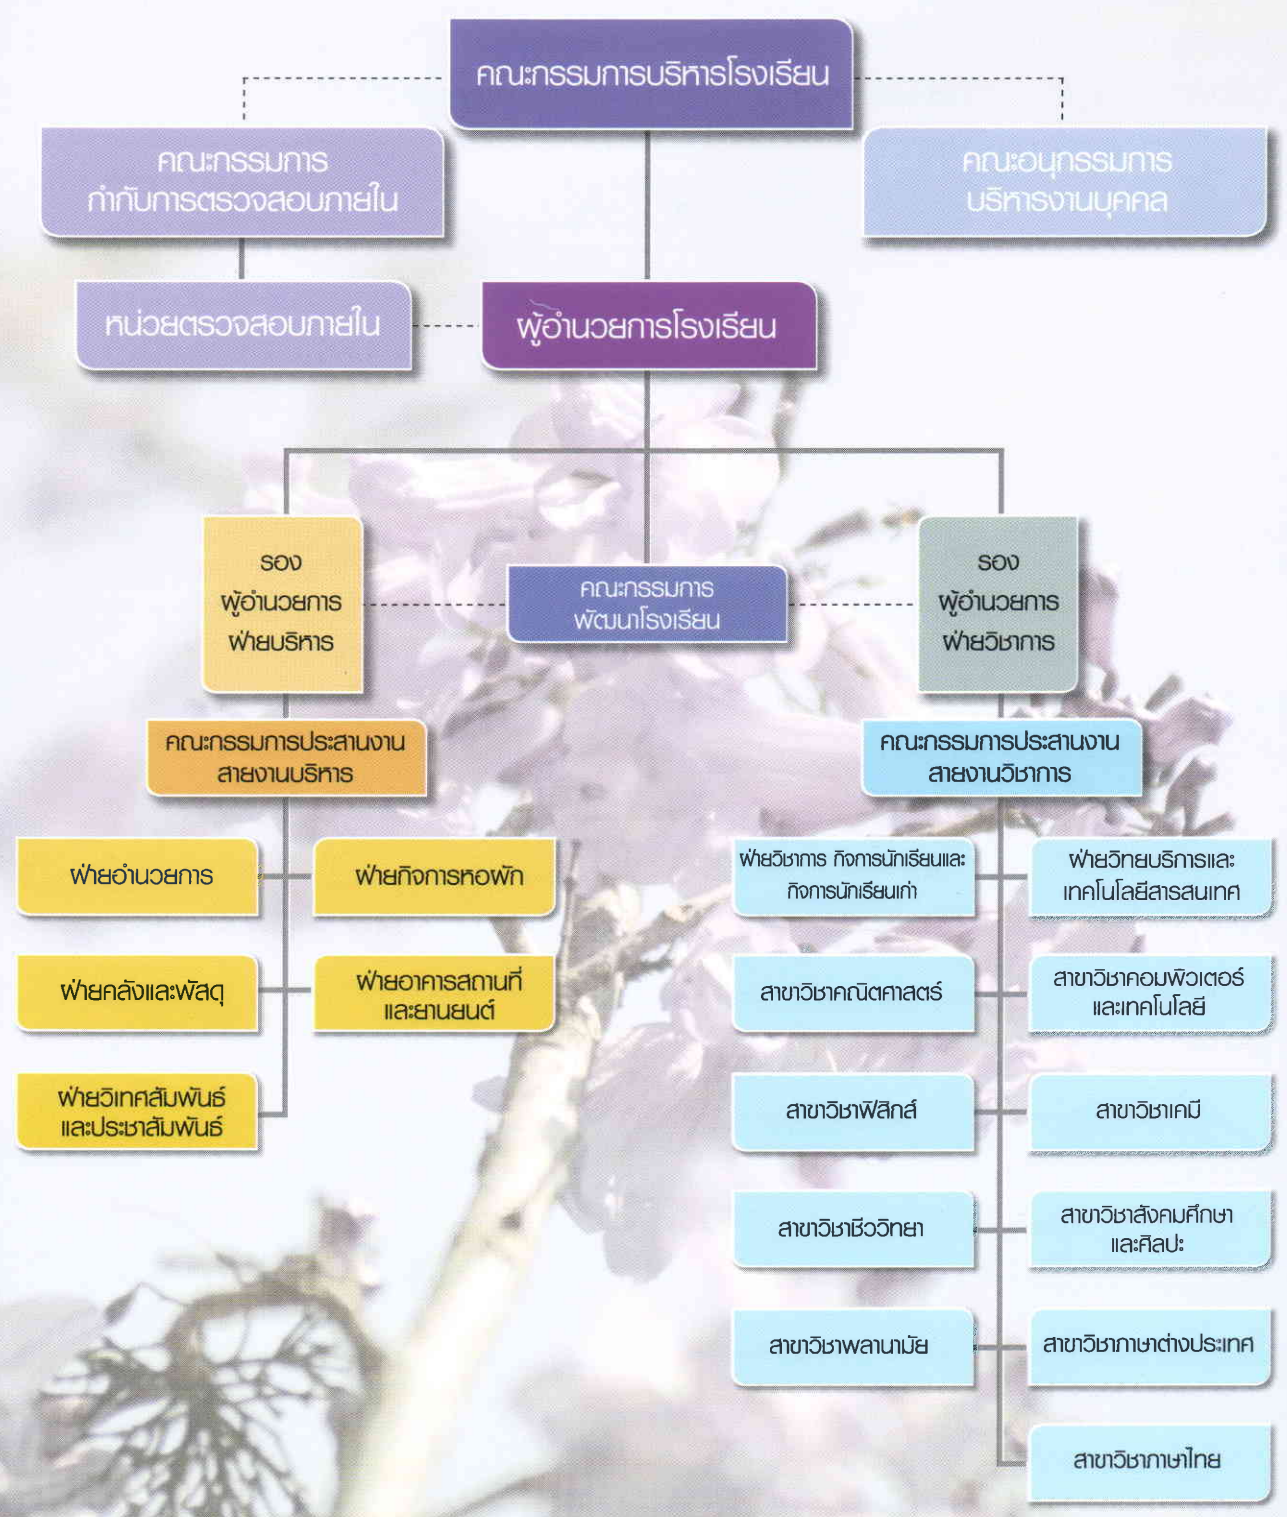 คณะกรรมการบริหารโรงเรียน
คณะกรรมการ
กำกับการตรวจสอบภายใน
คณะอนุกรรมการ
บริหารงานบุคคล
หน่วยตรวจสอบภายใน
ผู้อำนวยการโรงเรียน
รอง
ผู้อำนวยการ
ฝ่ายบริหาร
คณะกรรมการ
พัฒนาโรงเรียน
รอง
ผู้อำนวยการ
ฝ่ายวิชาการ
คณะกรรมการประสานงาน
สายงานบริหาร
คณะกรรมการประสานงาน
สายงานวิชาการ
ฝ่ายอำนวยการ
ฝ่ายกิจการหอพัก
ฝ่ายคลังและพัสดุ
ฝ่ายอาคารสถานที่
และยานยนต์
ฝ่ายวิเทศสัมพันธ์
และประชาสัมพันธ์
ฝ่ายวิชาการ กิจการนักเรียนและ
กิจการนักเรียนเก่า
ฝ่ายวิทยบริการและ
เทคโนโลยีสารสนเทศ
สาขาวิชาคณิตศาสตร์
สาขาวิชาคอมพิวเตอร์
และเทคโนโลยี
สาขาวิชาฟิสิกส์
สาขาวิชาเคมี
สาขาวิชาชีววิทยา
สาขาวิชาสังคมศึกษา
และศิลปะ
สาขาวิชาพลานามัย
สาขาวิชาภาษาต่างประเทศ
สาขาวิชาภาษาไทย